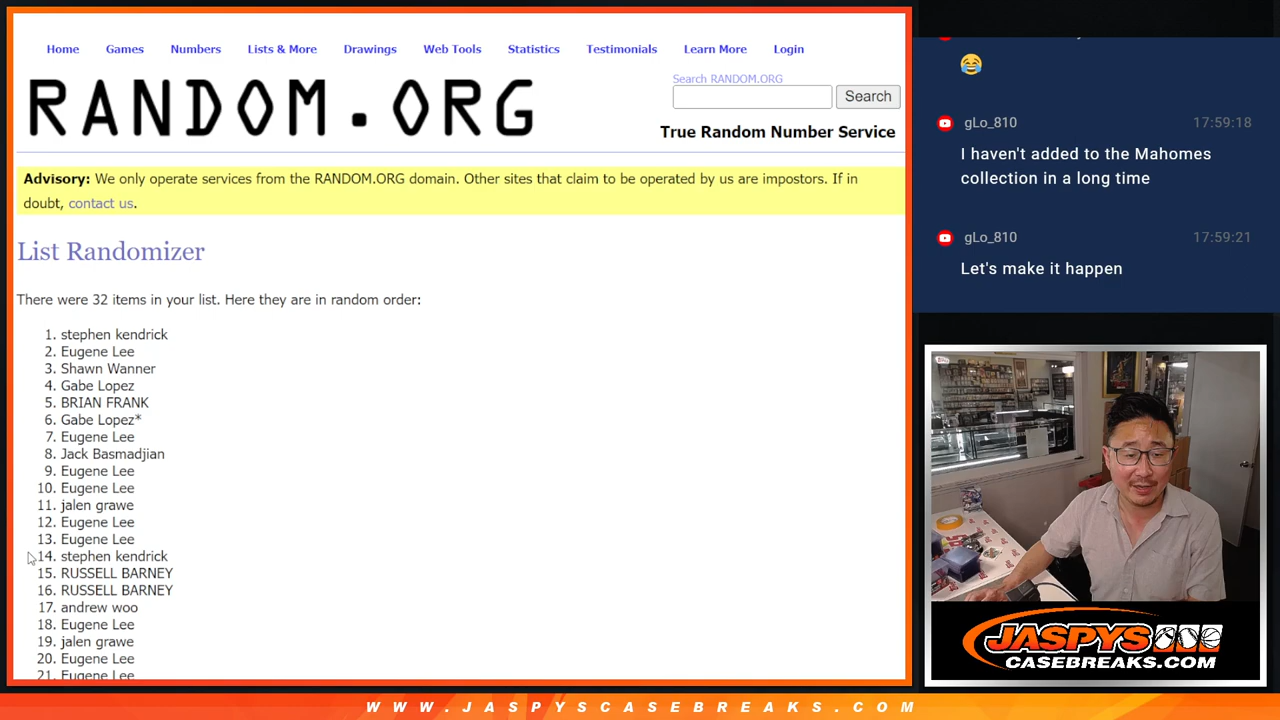 Home Games Numbers Lists & More Drawings Web Tools Statistics Testimonials Learn More Login
RANDOM.ORG
Search RANDOM.ORG
Search
True Random Number Service
Advisory: We only operate services from the RANDOM.ORG domain. Other sites that claim to be operated by us are impostors. If in
doubt, contact us.
List Randomizer
There were 32 items in your list. Here they are in random order:
1. stephen kendrick
2. Eugene Lee
3. Shawn Wanner
4. Gabe Lopez
5. BRIAN FRANK
6. Gabe Lopez*
7. Eugene Lee
8. Jack Basmadjian
9. Eugene Lee
10. Eugene Lee
11. jalen grawe
12. Eugene Lee
13. Eugene Lee
14. stephen kendrick
15. RUSSELL BARNEY
16. RUSSELL BARNEY
17. andrew woo
18. Eugene Lee
19. jalen grawe
20. Eugene Lee
21. Eugene Lee
😂
gLo_810 17:59:18
I haven't added to the Mahomes
collection in a long time
gLo_810 17:59:21
Let's make it happen
JASPYS
CASEBREAKS.COM
WWW.JASPYSCASEBREAKS.COM